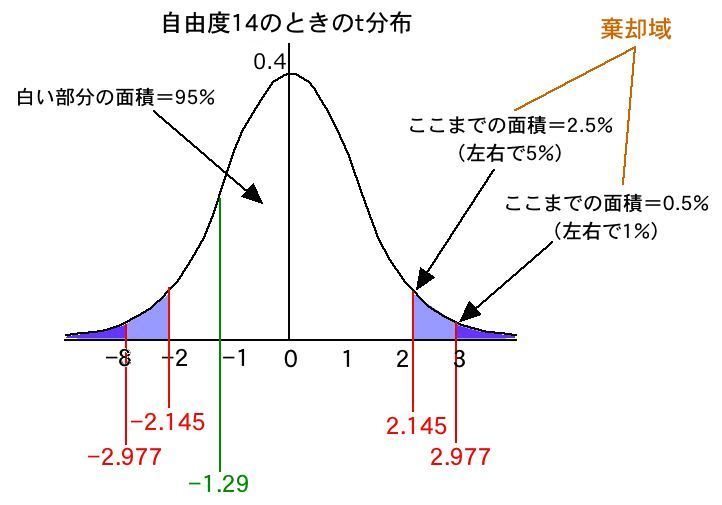 自由度14のときのt分布
棄却域
0.4
白い部分の面積=95%
ここまでの面積=2.5%
（左右で5%）
ここまでの面積=0.5%
（左右で1%）
-2
-1
0
1
2
3
-2.145
2.145
-2.977
2.977
-1.29